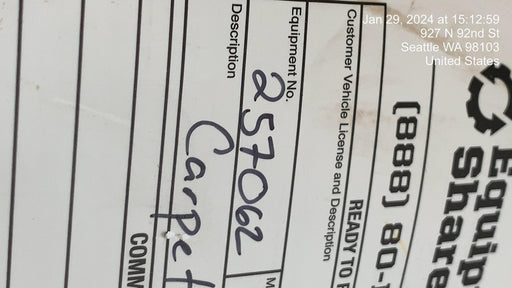 Jan 29, 2024 at 15:12:59
927 N 92nd St
Seattle WA 98103
United States
Equip
Share
(888) 80-
READY TO
Customer Vehicle License and Description
Equipment No.
257062
Description
Carpet
COMM